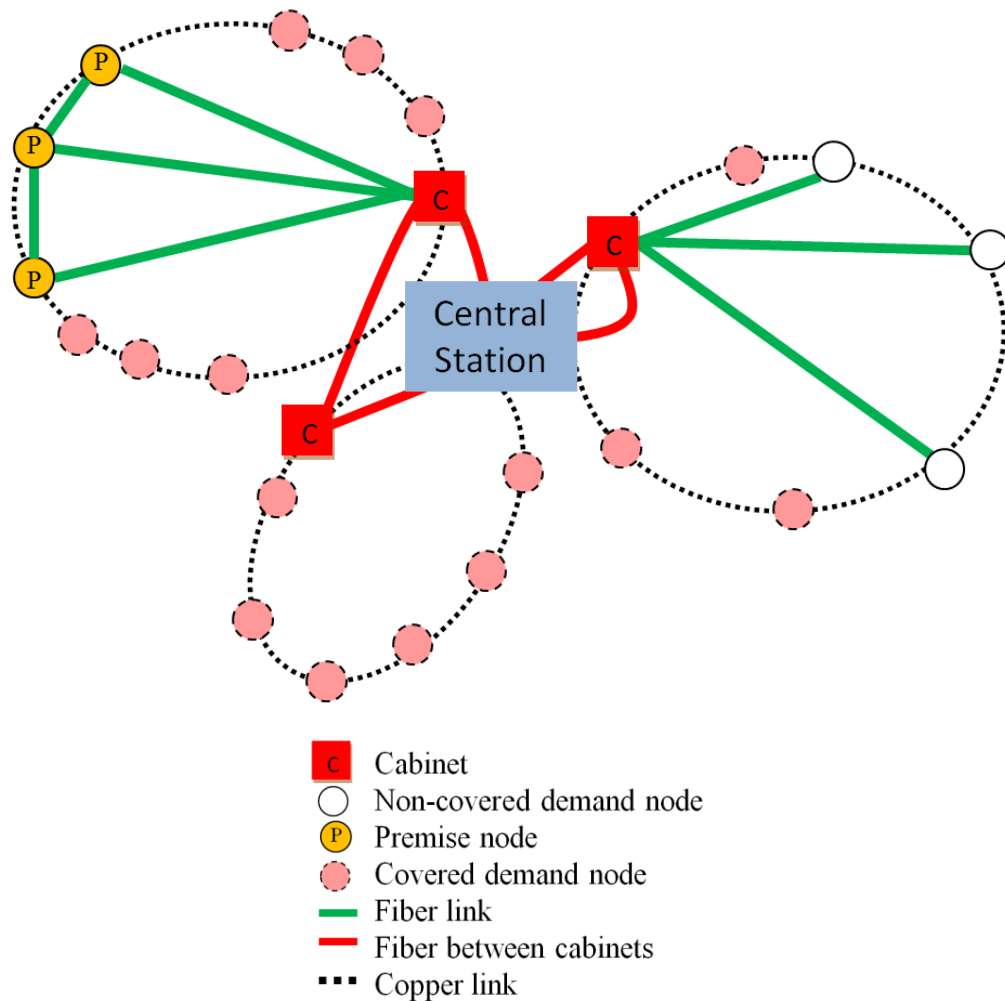 P
P
C
C
P
Central
Station
C
C Cabinet
Non-covered demand node
P Premise node
Covered demand node
Fiber link
Fiber between cabinets
Copper link